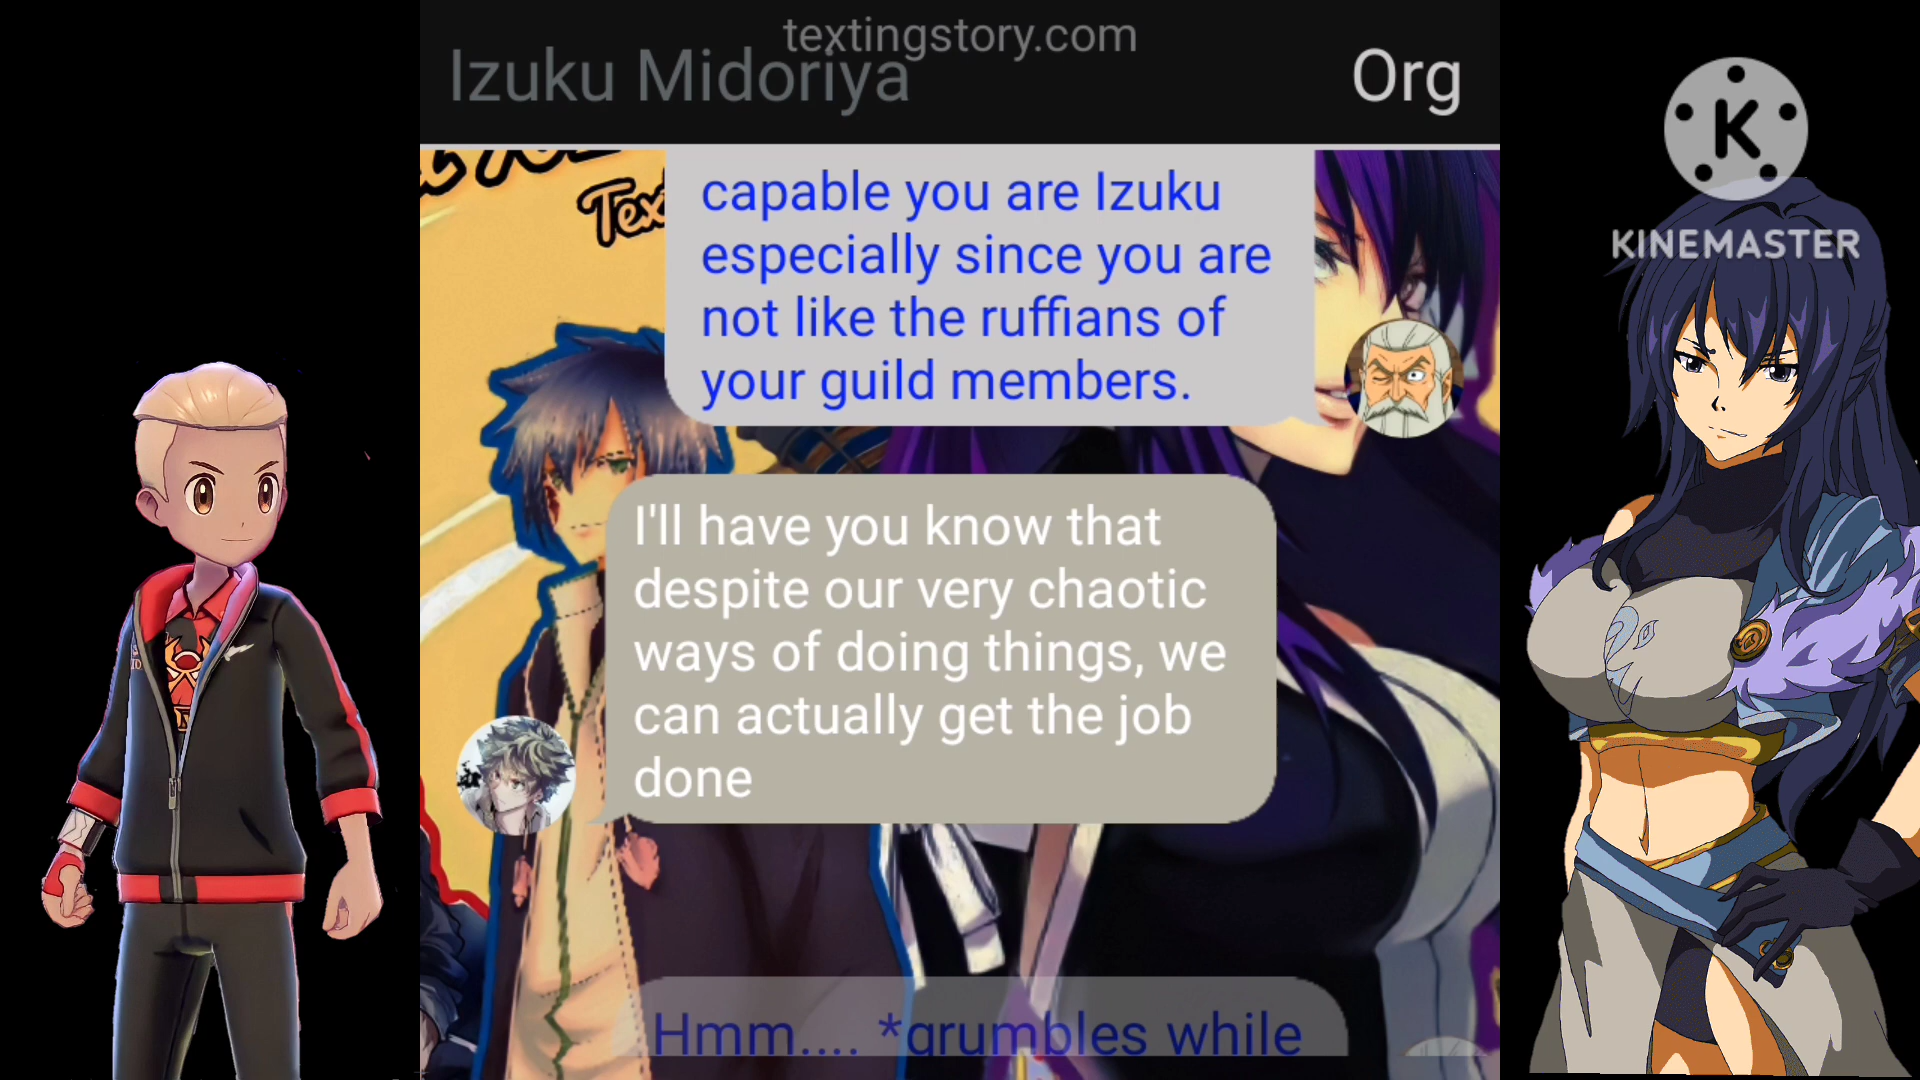 textingstory.com
Izuku Midoriya
Org
K
KINEMASTER
Tex
capable you are Izuku
especially since you are
not like the ruffians of
your guild members.
I'll have you know that
despite our very chaotic
ways of doing things, we
can actually get the job
done
Hmm.... *grumbles while